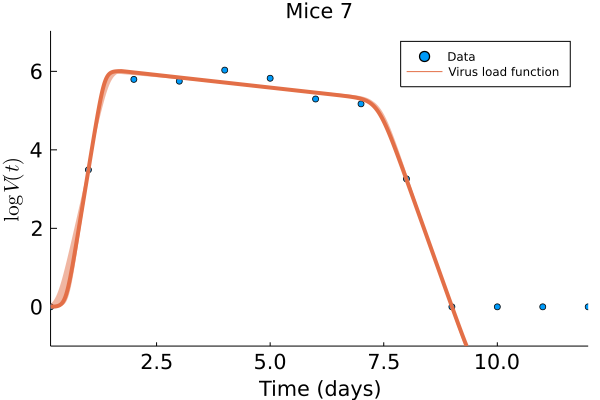 Mice 7
Data
Virus load function
log V(t)
6
4
2
0
2.5 5.0 7.5 10.0
Time (days)